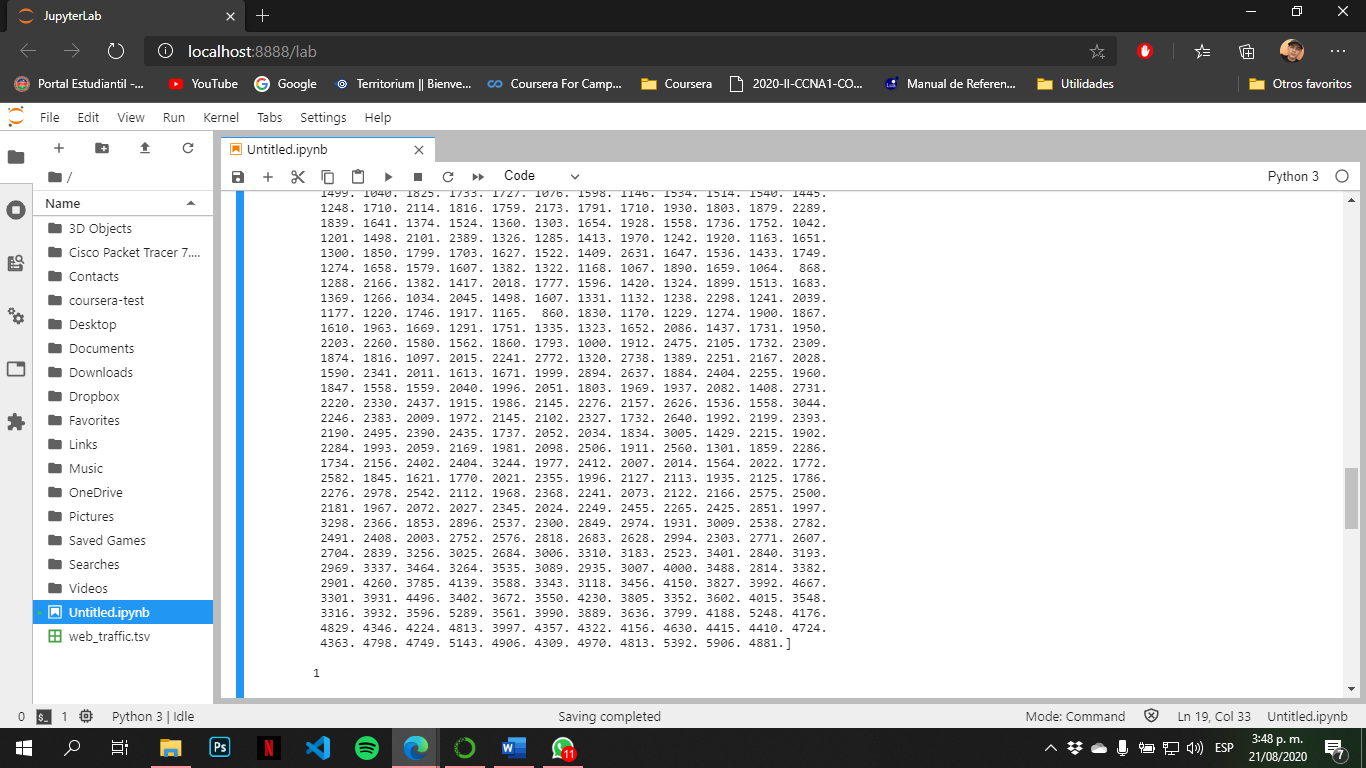 JupyterLab
localhost:8888/lab
Portal Estudiantil -... YouTube Google Territorium || Bienve... Coursera For Camp... Coursera 2020-II-CCNA1-CO... Manual de Referen... Utilidades Otros favoritos
File Edit View Run Kernel Tabs Settings Help
Untitled.ipynb
/
Code
Python 3
Name
3D Objects
Cisco Packet Tracer 7....
Contacts
coursera-test
Desktop
Documents
Downloads
Dropbox
Favorites
Links
Music
OneDrive
Pictures
Saved Games
Searches
Videos
Untitled.ipynb
web_traffic.tsv
1499. 1040. 1825. 1733. 1727. 1076. 1598. 1146. 1534. 1514. 1540. 1445.
1248. 1710. 2114. 1816. 1759. 2173. 1791. 1710. 1930. 1803. 1879. 2289.
1839. 1641. 1374. 1524. 1360. 1303. 1654. 1928. 1558. 1736. 1752. 1042.
1201. 1498. 2101. 2389. 1326. 1285. 1413. 1970. 1242. 1920. 1163. 1651.
1300. 1850. 1799. 1703. 1627. 1522. 1409. 2631. 1647. 1536. 1433. 1749.
1274. 1658. 1579. 1607. 1382. 1322. 1168. 1067. 1890. 1659. 1064. 868.
1288. 2166. 1382. 1417. 2018. 1777. 1596. 1420. 1324. 1899. 1513. 1683.
1369. 1266. 1034. 2045. 1498. 1607. 1331. 1132. 1238. 2298. 1241. 2039.
1177. 1220. 1746. 1917. 1165. 860. 1830. 1170. 1229. 1274. 1900. 1867.
1610. 1963. 1669. 1291. 1751. 1335. 1323. 1652. 2086. 1437. 1731. 1950.
2203. 2260. 1580. 1562. 1860. 1793. 1000. 1912. 2475. 2105. 1732. 2309.
1874. 1816. 1097. 2015. 2241. 2772. 1320. 2738. 1389. 2251. 2167. 2028.
1590. 2341. 2011. 1613. 1671. 1999. 2894. 2637. 1884. 2404. 2255. 1960.
1847. 1558. 1559. 2040. 1996. 2051. 1803. 1969. 1937. 2082. 1408. 2731.
2220. 2330. 2437. 1915. 1986. 2145. 2276. 2157. 2626. 1536. 1558. 3044.
2246. 2383. 2009. 1972. 2145. 2102. 2327. 1732. 2640. 1992. 2199. 2393.
2190. 2495. 2390. 2435. 1737. 2052. 2034. 1834. 3005. 1429. 2215. 1902.
2284. 1993. 2059. 2169. 1981. 2098. 2506. 1911. 2560. 1301. 1859. 2286.
1734. 2156. 2402. 2404. 3244. 1977. 2412. 2007. 2014. 1564. 2022. 1772.
2582. 1845. 1621. 1770. 2021. 2355. 1996. 2127. 2113. 1935. 2125. 1786.
2276. 2978. 2542. 2112. 1968. 2368. 2241. 2073. 2122. 2166. 2575. 2500.
2181. 1967. 2072. 2027. 2345. 2024. 2249. 2455. 2265. 2425. 2851. 1997.
3298. 2366. 1853. 2896. 2537. 2300. 2849. 2974. 1931. 3009. 2538. 2782.
2491. 2408. 2003. 2752. 2576. 2818. 2683. 2628. 2994. 2303. 2771. 2607.
2704. 2839. 3256. 3025. 2684. 3006. 3310. 3183. 2523. 3401. 2840. 3193.
2969. 3337. 3464. 3264. 3535. 3089. 2935. 3007. 4000. 3488. 2814. 3382.
2901. 4260. 3785. 4139. 3588. 3343. 3118. 3456. 4150. 3827. 3992. 4667.
3301. 3931. 4496. 3402. 3672. 3550. 4230. 3805. 3352. 3602. 4015. 3548.
3316. 3932. 3596. 5289. 3561. 3990. 3889. 3636. 3799. 4188. 5248. 4176.
4829. 4346. 4224. 4813. 3997. 4357. 4322. 4156. 4630. 4415. 4410. 4724.
4363. 4798. 4749. 5143. 4906. 4309. 4970. 4813. 5392. 5906. 4881.]
1
0 1 Python 3 | Idle Saving completed Mode: Command Ln 19, Col 33 Untitled.ipynb
Ps N W 11 ESP 3:48 p. m. 7
21/08/2020